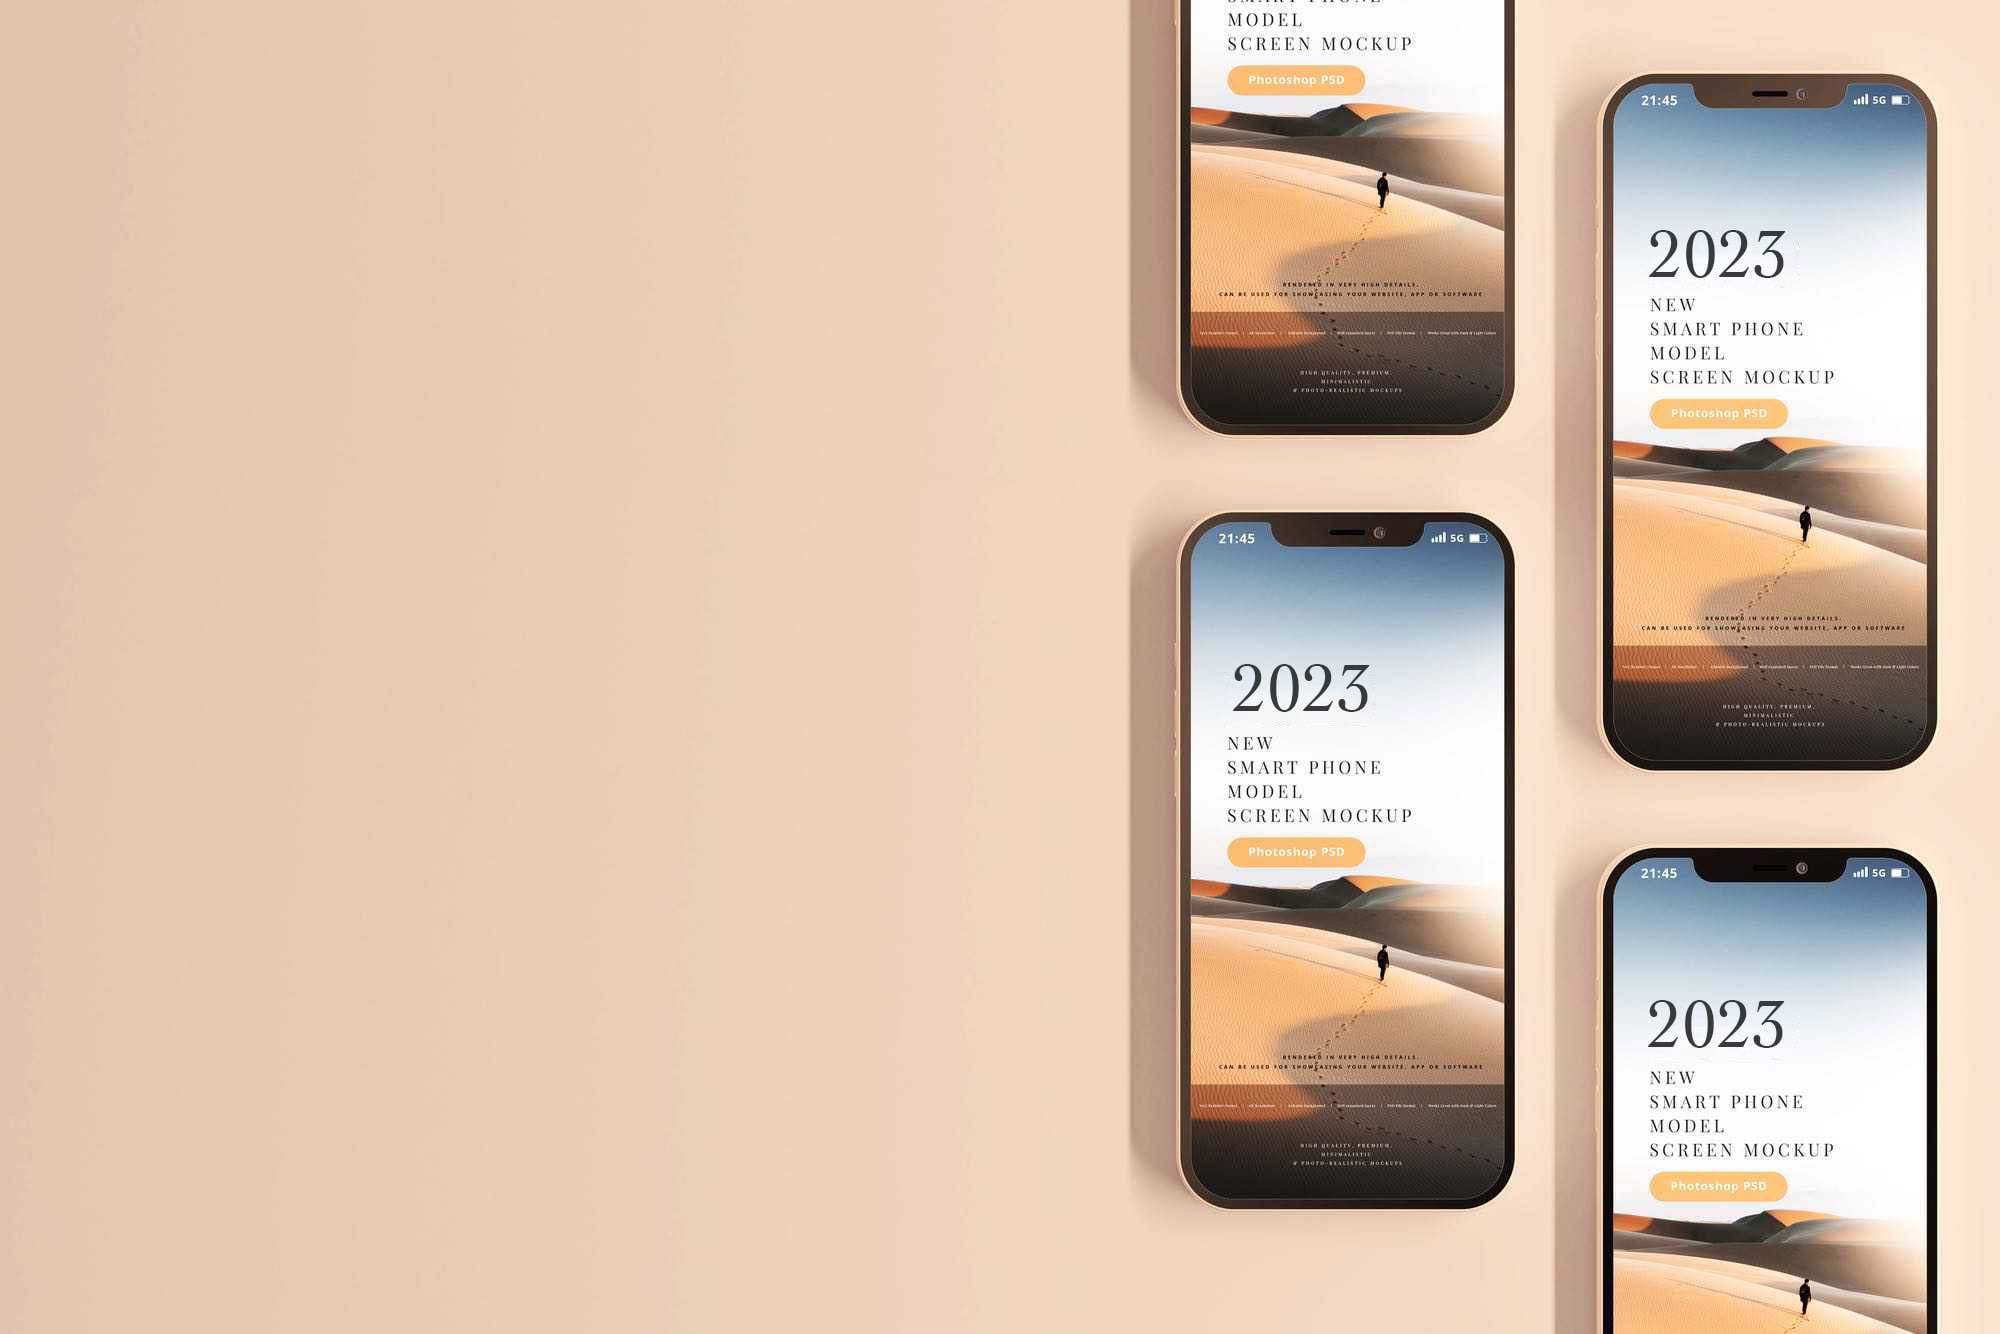 SMART PHONE
MODEL
SCREEN MOCKUP
Photoshop PSD
RENDERED IN VERY HIGH DETAILS.
CAN BE USED FOR SHOWCASING YOUR WEBSITE, APP OR SOFTWARE
HIGH QUALITY, PREMIUM,
MINIMALISTIC
& PHOTO-REALISTIC MOCKUPS
21:45 5G
2023
NEW
SMART PHONE
MODEL
SCREEN MOCKUP
Photoshop PSD
RENDERED IN VERY HIGH DETAILS.
CAN BE USED FOR SHOWCASING YOUR WEBSITE, APP OR SOFTWARE
HIGH QUALITY, PREMIUM,
MINIMALISTIC
& PHOTO-REALISTIC MOCKUPS
21:45 5G
2023
NEW
SMART PHONE
MODEL
SCREEN MOCKUP
Photoshop PSD
RENDERED IN VERY HIGH DETAILS.
CAN BE USED FOR SHOWCASING YOUR WEBSITE, APP OR SOFTWARE
HIGH QUALITY, PREMIUM,
MINIMALISTIC
& PHOTO-REALISTIC MOCKUPS
21:45 5G
2023
NEW
SMART PHONE
MODEL
SCREEN MOCKUP
Photoshop PSD